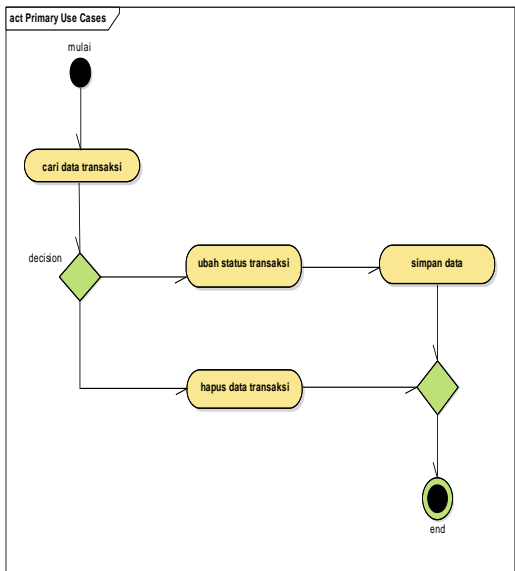 act Primary Use Cases
mulai
cari data transaksi
decision
ubah status transaksi
simpan data
hapus data transaksi
end